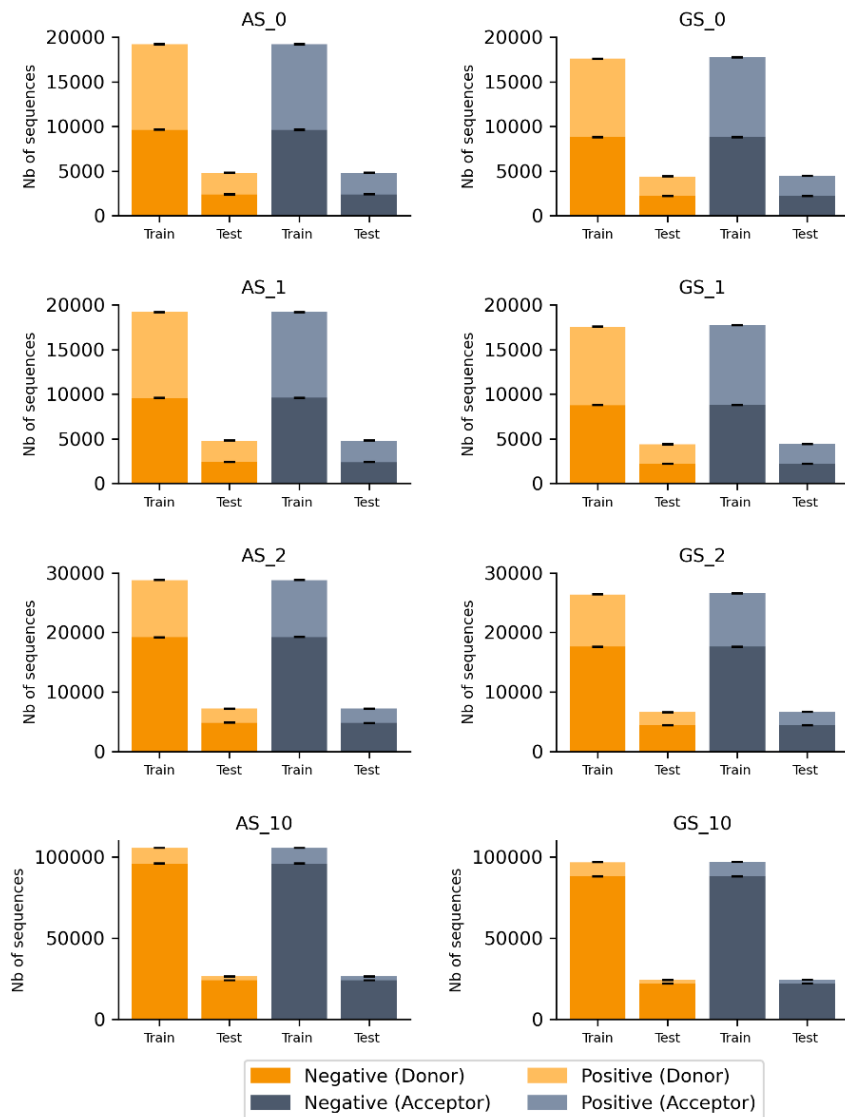 AS_0
Nb of sequences
20000
15000
10000
5000
0
Train Test Train Test
GS_0
Nb of sequences
20000
15000
10000
5000
0
Train Test Train Test
AS_1
Nb of sequences
20000
15000
10000
5000
0
Train Test Train Test
GS_1
Nb of sequences
20000
15000
10000
5000
0
Train Test Train Test
AS_2
Nb of sequences
30000
20000
10000
0
Train Test Train Test
GS_2
Nb of sequences
30000
20000
10000
0
Train Test Train Test
AS_10
Nb of sequences
100000
50000
0
Train Test Train Test
GS_10
Nb of sequences
100000
50000
0
Train Test Train Test
Negative (Donor) Positive (Donor)
Negative (Acceptor) Positive (Acceptor)